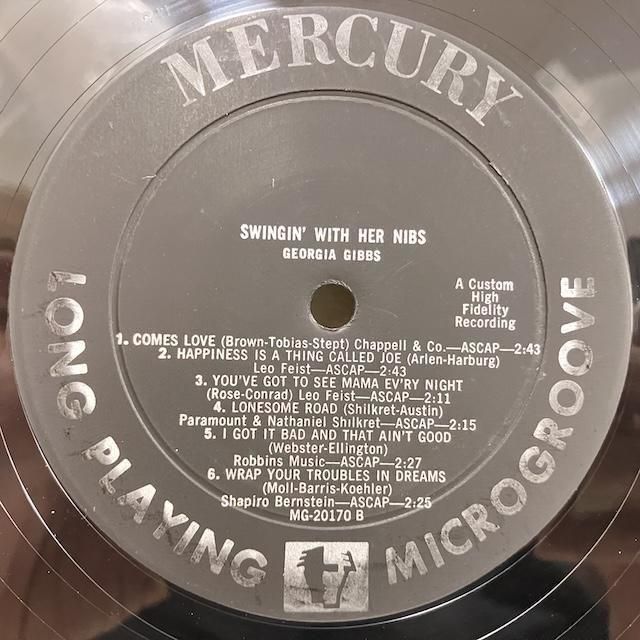 MERCURY
SWINGIN' WITH HER NIBS
GEORGIA GIBBS
A Custom
High
Fidelity
Recording
1. COMES LOVE (Brown-Tobias-Stept) Chappell & Co.—ASCAP—2:43
2. HAPPINESS IS A THING CALLED JOE (Arlen-Harburg)
Leo Feist—ASCAP—2:43
3. YOU'VE GOT TO SEE MAMA EV'RY NIGHT
(Rose-Conrad) Leo Feist—ASCAP—2:11
4. LONESOME ROAD (Shilkret-Austin)
Paramount & Nathaniel Shilkret—ASCAP—2:15
5. I GOT IT BAD AND THAT AIN'T GOOD
(Webster-Ellington)
Robbins Music—ASCAP—2:27
6. WRAP YOUR TROUBLES IN DREAMS
(Moll-Barris-Koehler)
Shapiro Bernstein—ASCAP—2:25
MG-20170 B
LONG PLAYING MICROGROOVE